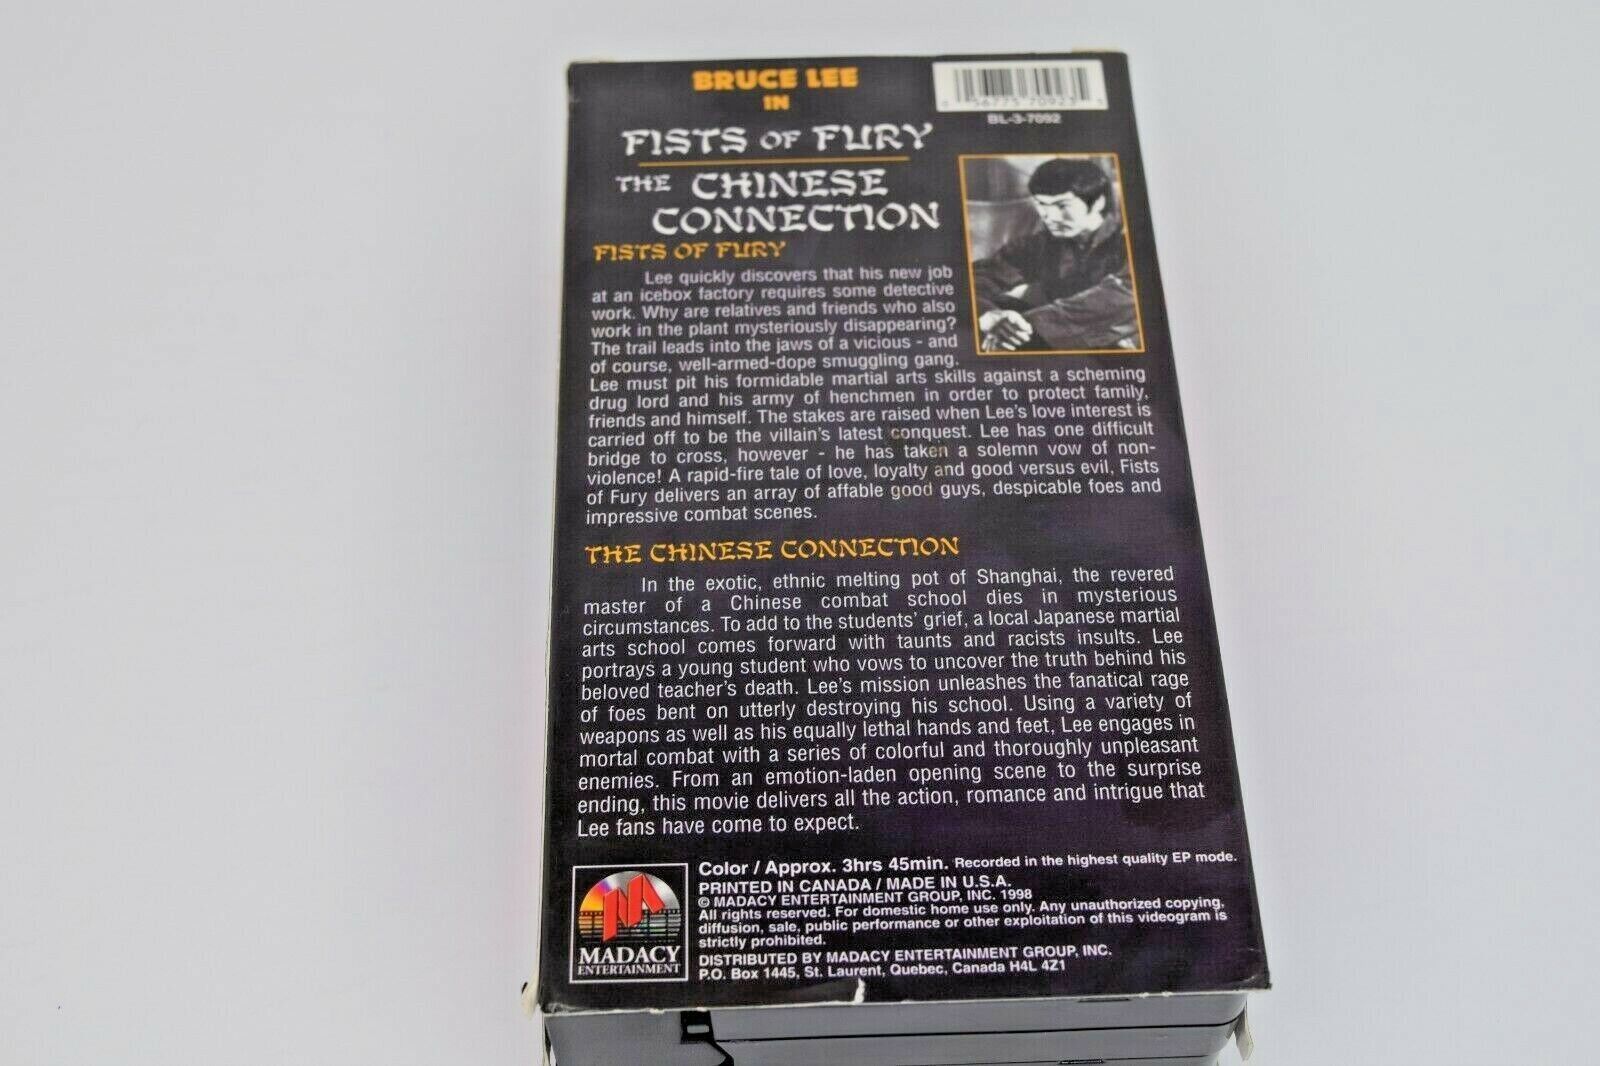 BRUCE LEE
IN
FISTS OF FURY
THE CHINESE
CONNECTION
56775 70923
BL-3-7092
FISTS OF FURY
Lee quickly discovers that his new job
at an icebox factory requires some detective
work. Why are relatives and friends who also
work in the plant mysteriously disappearing?
The trail leads into the jaws of a vicious - and
of course, well-armed-dope smuggling gang.
Lee must pit his formidable martial arts skills against a scheming
drug lord and his army of henchmen in order to protect family,
friends and himself. The stakes are raised when Lee's love interest is
carried off to be the villain's latest conquest. Lee has one difficult
bridge to cross, however - he has taken a solemn vow of non-
violence! A rapid-fire tale of love, loyalty and good versus evil, Fists
of Fury delivers an array of affable good guys, despicable foes and
impressive combat scenes.
THE CHINESE CONNECTION
In the exotic, ethnic melting pot of Shanghai, the revered
master of a Chinese combat school dies in mysterious
circumstances. To add to the students' grief, a local Japanese martial
arts school comes forward with taunts and racists insults. Lee
portrays a young student who vows to uncover the truth behind his
beloved teacher's death. Lee's mission unleashes the fanatical rage
of foes bent on utterly destroying his school. Using a variety of
weapons as well as his equally lethal hands and feet, Lee engages in
mortal combat with a series of colorful and thoroughly unpleasant
enemies. From an emotion-laden opening scene to the surprise
ending, this movie delivers all the action, romance and intrigue that
Lee fans have come to expect.
MADACY
ENTERTAINMENT
Color / Approx. 3hrs 45min. Recorded in the highest quality EP mode.
PRINTED IN CANADA / MADE IN U.S.A.
© MADACY ENTERTAINMENT GROUP, INC. 1998
All rights reserved. For domestic home use only. Any unauthorized copying,
diffusion, sale, public performance or other exploitation of this videogram is
strictly prohibited.
DISTRIBUTED BY MADACY ENTERTAINMENT GROUP, INC.
P.O. Box 1445, St. Laurent, Quebec, Canada H4L 4Z1